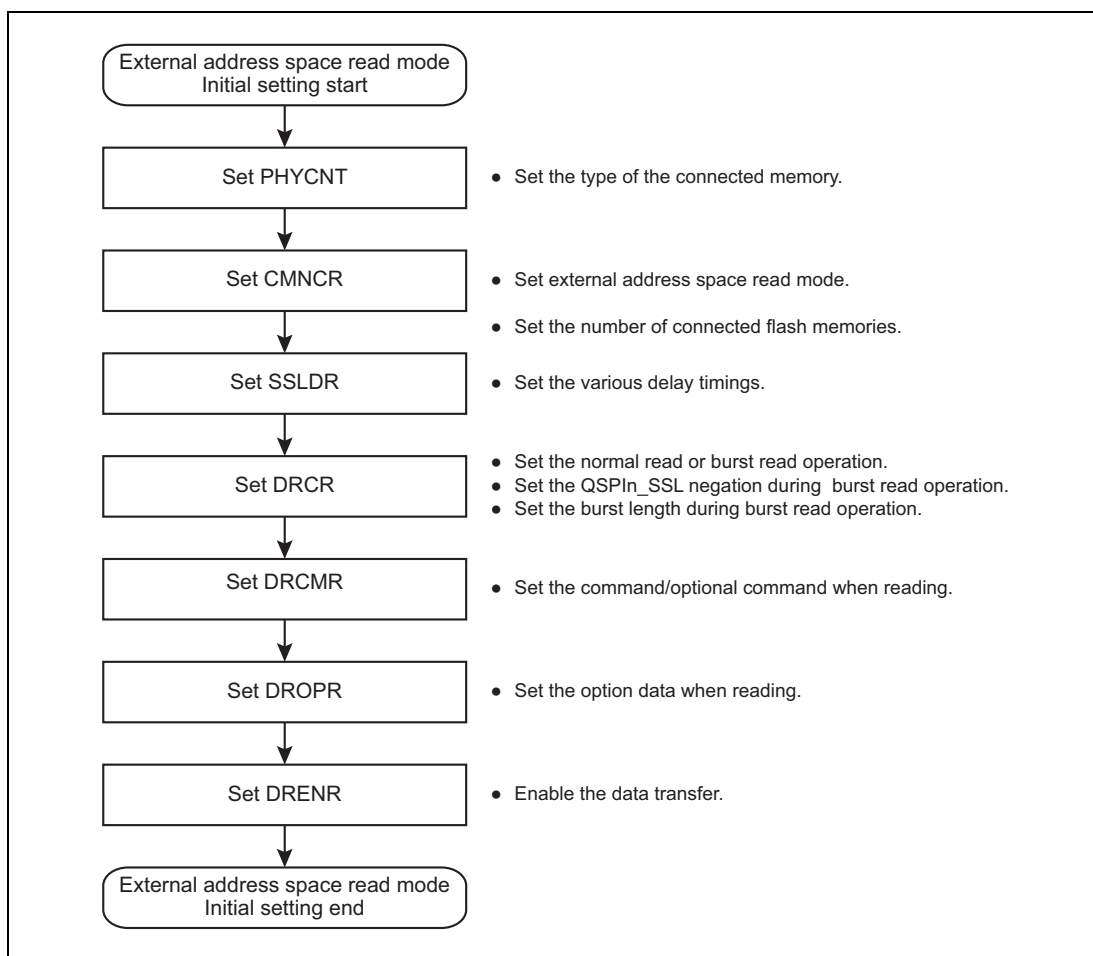 External address space read mode
Initial setting start
Set PHYCNT
● Set the type of the connected memory.
Set CMNCR
● Set external address space read mode.
● Set the number of connected flash memories.
Set SSLDR
● Set the various delay timings.
Set DRCR
● Set the normal read or burst read operation.
● Set the QSPIn_SSL negation during burst read operation.
● Set the burst length during burst read operation.
Set DRCMR
● Set the command/optional command when reading.
Set DROPR
● Set the option data when reading.
Set DRENR
● Enable the data transfer.
External address space read mode
Initial setting end